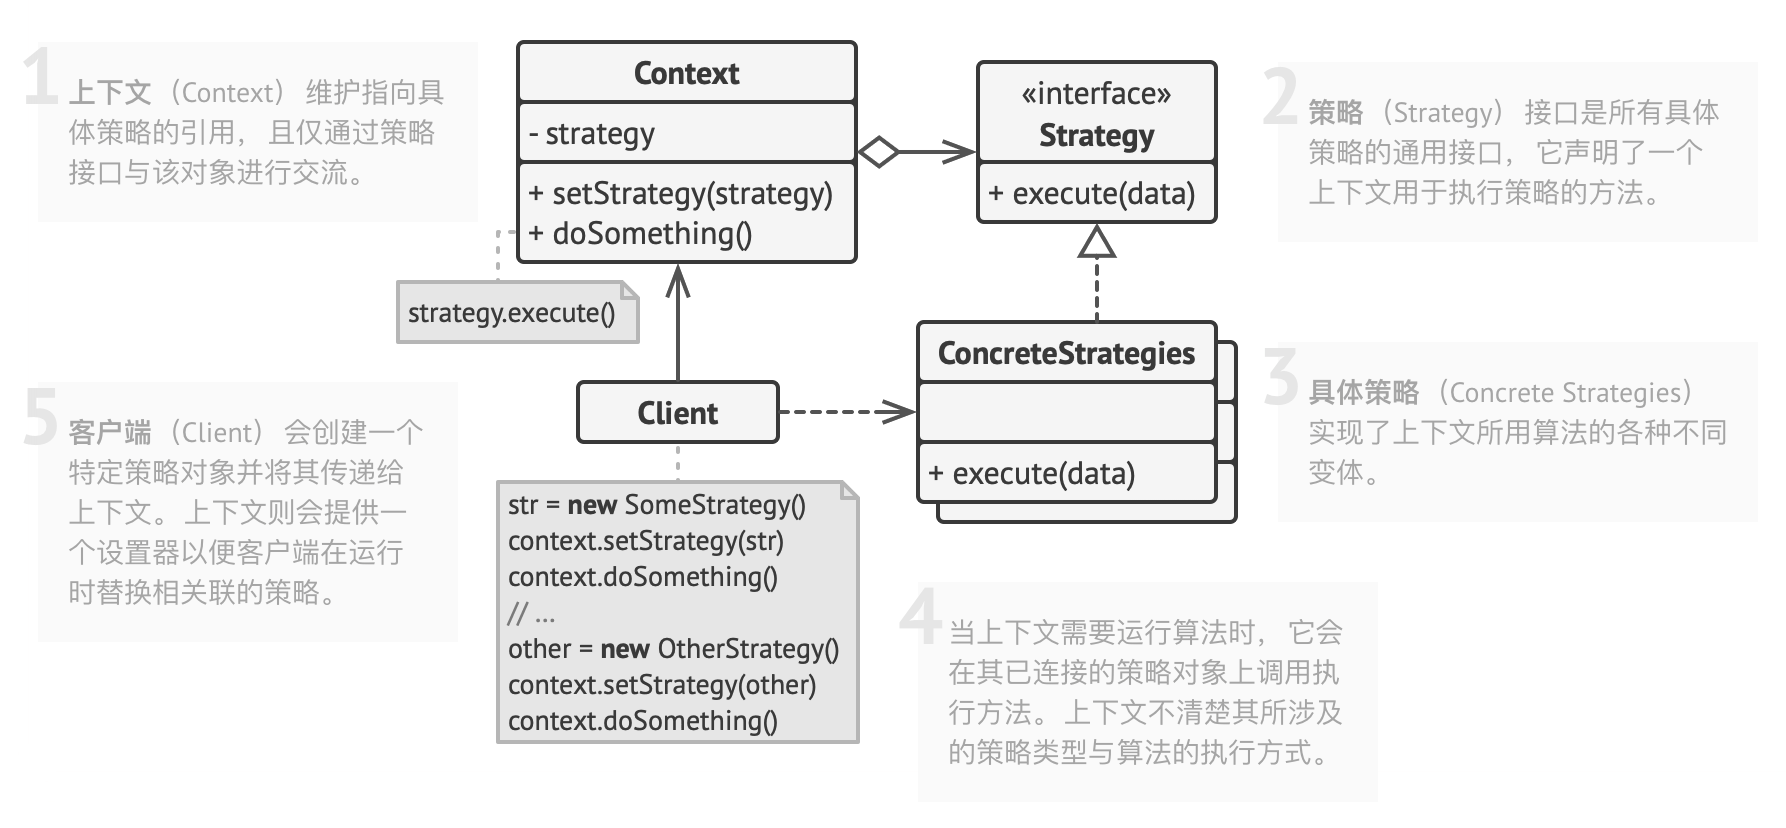 1
上下文（Context）维护指向具
体策略的引用，且仅通过策略
接口与该对象进行交流。
Context
- strategy
+ setStrategy(strategy)
+ doSomething()
strategy.execute()
«interface»
Strategy
+ execute(data)
2
策略（Strategy）接口是所有具体
策略的通用接口，它声明了一个
上下文用于执行策略的方法。
ConcreteStrategies
+ execute(data)
3
具体策略（Concrete Strategies）
实现了上下文所用算法的各种不同
变体。
Client
str = new SomeStrategy()
context.setStrategy(str)
context.doSomething()
// ...
other = new OtherStrategy()
context.setStrategy(other)
context.doSomething()
4
当上下文需要运行算法时，它会
在其已连接的策略对象上调用执
行方法。上下文不清楚其所涉及
的策略类型与算法的执行方式。
5
客户端（Client）会创建一个
特定策略对象并将其传递给
上下文。上下文则会提供一
个设置器以便客户端在运行
时替换相关联的策略。